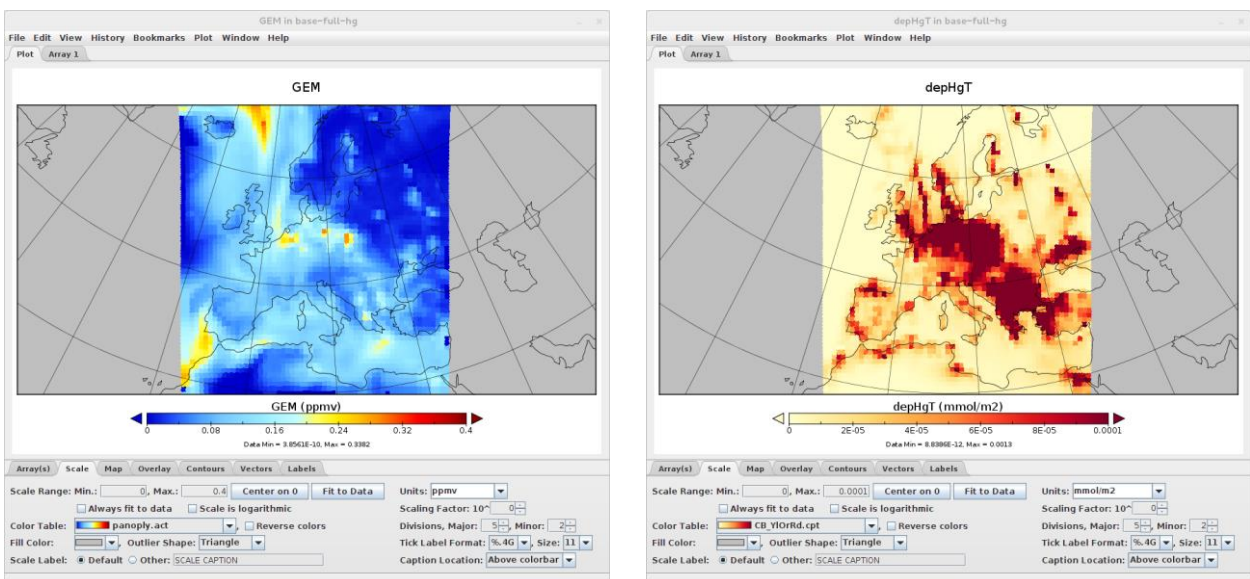 GEM in base-full-hg
File Edit View History Bookmarks Plot Window Help
Plot Array 1
GEM
GEM (ppmv)
0 0.08 0.16 0.24 0.32 0.4
Data Min = 3.8561E-10, Max = 0.3382
Array(s) Scale Map Overlay Contours Vectors Labels
Scale Range: Min.: 0, Max.: 0.4 Center on 0 Fit to Data Units: ppmv
Always fit to data Scale is logarithmic Scaling Factor: 10^ 0
Color Table: panoply.act, Reverse colors Divisions, Major: 5, Minor: 2
Fill Color: , Outlier Shape: Triangle Tick Label Format: %.4G, Size: 11
Scale Label: Default Other: SCALE CAPTION Caption Location: Above colorbar
depHgT in base-full-hg
File Edit View History Bookmarks Plot Window Help
Plot Array 1
depHgT
depHgT (mmol/m2)
0 2E-05 4E-05 6E-05 8E-05 0.0001
Data Min = 8.8386E-12, Max = 0.0013
Array(s) Scale Map Overlay Contours Vectors Labels
Scale Range: Min.: 0, Max.: 0.0001 Center on 0 Fit to Data Units: mmol/m2
Always fit to data Scale is logarithmic Scaling Factor: 10^ 0
Color Table: CB_YlOrRd.cpt, Reverse colors Divisions, Major: 5, Minor: 2
Fill Color: , Outlier Shape: Triangle Tick Label Format: %.4G, Size: 11
Scale Label: Default Other: SCALE CAPTION Caption Location: Above colorbar